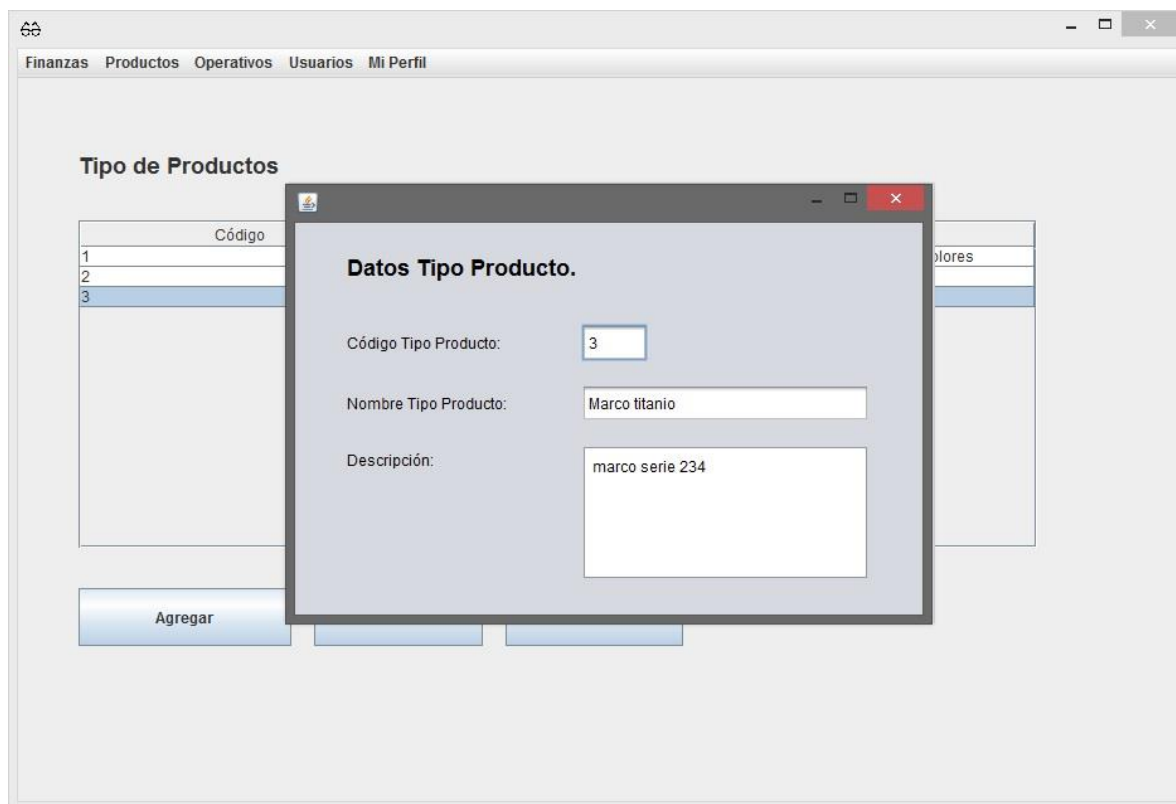 Finanzas Productos Operativos Usuarios Mi Perfil
Tipo de Productos
Código
1
2
3
Agregar
Datos Tipo Producto.
Código Tipo Producto: 3
Nombre Tipo Producto: Marco titanio
Descripción: marco serie 234